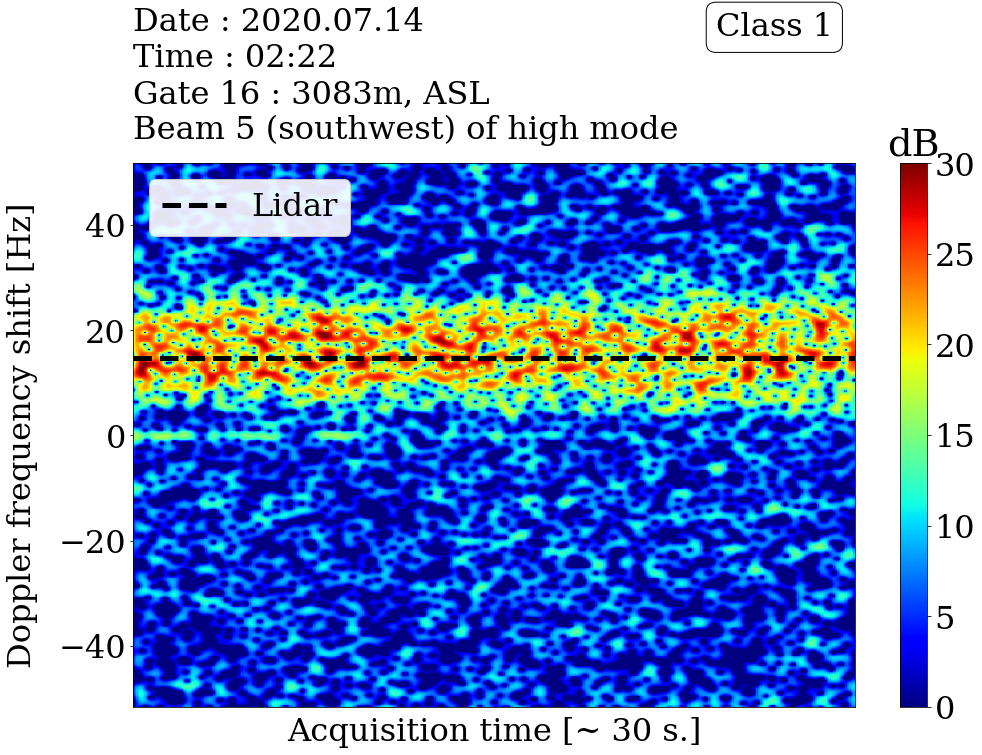 Date : 2020.07.14
Time : 02:22
Gate 16 : 3083m, ASL
Beam 5 (southwest) of high mode
Class 1
dB
Lidar
Doppler frequency shift [Hz]
40
20
0
−20
−40
30
25
20
15
10
5
0
Acquisition time [~ 30 s.]